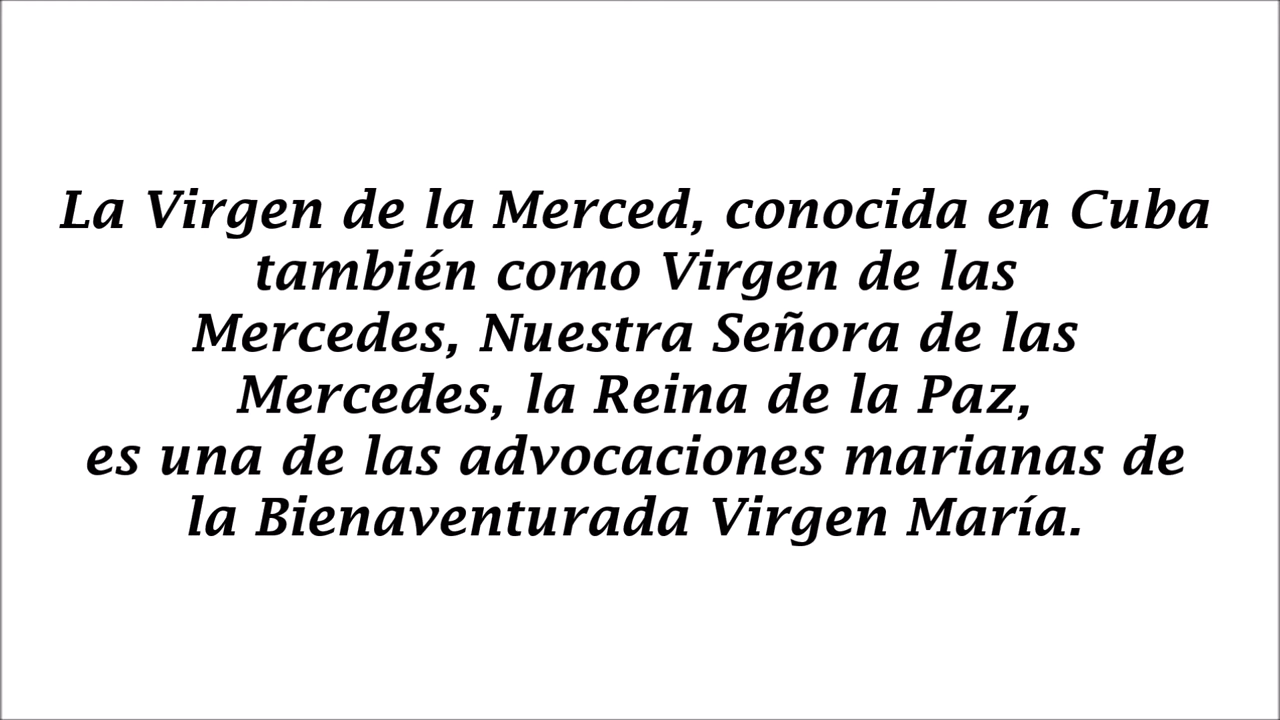 La Virgen de la Merced, conocida en Cuba
también como Virgen de las
Mercedes, Nuestra Señora de las
Mercedes, la Reina de la Paz,
es una de las advocaciones marianas de
la Bienaventurada Virgen María.